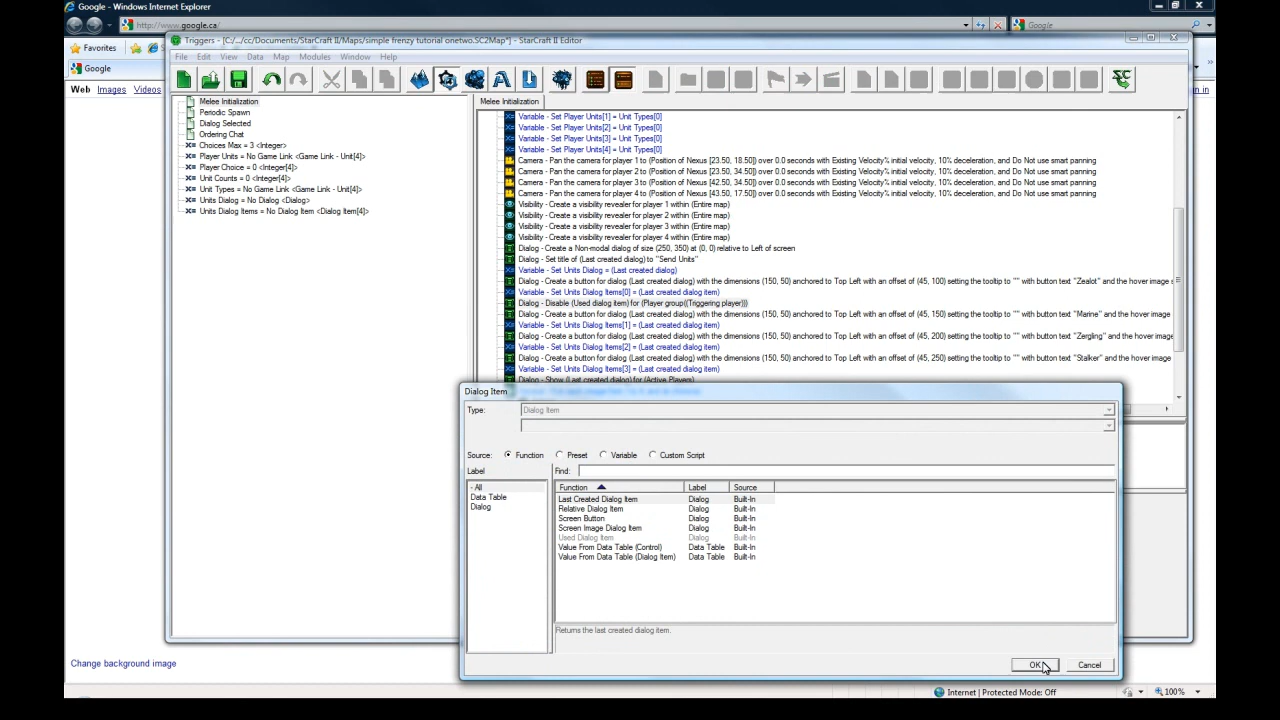 Google - Windows Internet Explorer
http://www.google.ca/
Google
Favorites
Google
Web Images Videos
Triggers - [C:/.../cc/Documents/StarCraft II/Maps/simple frenzy tutorial onetwo.SC2Map*] - StarCraft II Editor
File Edit View Data Map Modules Window Help
Melee Initialization
Periodic Spawn
Dialog Selected
Ordering Chat
Choices Max = 3 <Integer>
Player Units = No Game Link <Game Link - Unit[4]>
Player Choice = 0 <Integer[4]>
Unit Counts = 0 <Integer[4]>
Unit Types = No Game Link <Game Link - Unit[4]>
Units Dialog = No Dialog <Dialog>
Units Dialog Items = No Dialog Item <Dialog Item[4]>
Melee Initialization
Variable - Set Player Units[1] = Unit Types[0]
Variable - Set Player Units[2] = Unit Types[0]
Variable - Set Player Units[3] = Unit Types[0]
Variable - Set Player Units[4] = Unit Types[0]
Camera - Pan the camera for player 1 to (Position of Nexus [23.50, 18.50]) over 0.0 seconds with Existing Velocity% initial velocity, 10% deceleration, and Do Not use smart panning
Camera - Pan the camera for player 2 to (Position of Nexus [23.50, 34.50]) over 0.0 seconds with Existing Velocity% initial velocity, 10% deceleration, and Do Not use smart panning
Camera - Pan the camera for player 3 to (Position of Nexus [42.50, 34.50]) over 0.0 seconds with Existing Velocity% initial velocity, 10% deceleration, and Do Not use smart panning
Camera - Pan the camera for player 4 to (Position of Nexus [43.50, 17.50]) over 0.0 seconds with Existing Velocity% initial velocity, 10% deceleration, and Do Not use smart panning
Visibility - Create a visibility revealer for player 1 within (Entire map)
Visibility - Create a visibility revealer for player 2 within (Entire map)
Visibility - Create a visibility revealer for player 3 within (Entire map)
Visibility - Create a visibility revealer for player 4 within (Entire map)
Dialog - Create a Non-modal dialog of size (250, 350) at (0, 0) relative to Left of screen
Dialog - Set title of (Last created dialog) to "Send Units"
Variable - Set Units Dialog = (Last created dialog)
Dialog - Create a button for dialog (Last created dialog) with the dimensions (150, 50) anchored to Top Left with an offset of (45, 100) setting the tooltip to "" with button text "Zealot" and the hover image s
Variable - Set Units Dialog Items[0] = (Last created dialog item)
Dialog - Disable (Used dialog item) for (Player group((Triggering player)))
Dialog - Create a button for dialog (Last created dialog) with the dimensions (150, 50) anchored to Top Left with an offset of (45, 150) setting the tooltip to "" with button text "Marine" and the hover image
Variable - Set Units Dialog Items[1] = (Last created dialog item)
Dialog - Create a button for dialog (Last created dialog) with the dimensions (150, 50) anchored to Top Left with an offset of (45, 200) setting the tooltip to "" with button text "Zergling" and the hover image
Variable - Set Units Dialog Items[2] = (Last created dialog item)
Dialog - Create a button for dialog (Last created dialog) with the dimensions (150, 50) anchored to Top Left with an offset of (45, 250) setting the tooltip to "" with button text "Stalker" and the hover image
Variable - Set Units Dialog Items[3] = (Last created dialog item)
Dialog - Show (Last created dialog) for (Active Players)
Dialog Item
Type: Dialog Item
Source: Function Preset Variable Custom Script
Label Find:
- All
Data Table
Dialog
Function Label Source
Last Created Dialog Item Dialog Built-In
Relative Dialog Item Dialog Built-In
Screen Button Dialog Built-In
Screen Image Dialog Item Dialog Built-In
Used Dialog Item Dialog Built-In
Value From Data Table (Control) Data Table Built-In
Value From Data Table (Dialog Item) Data Table Built-In
Returns the last created dialog item.
OK Cancel
Change background image
Internet | Protected Mode: Off
100%